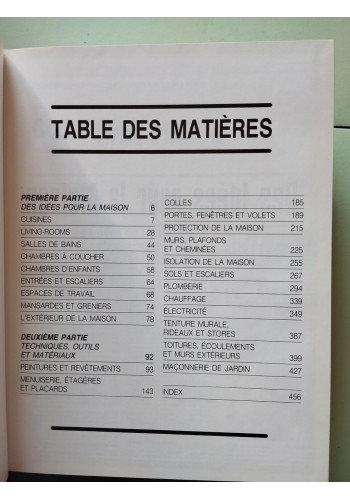 TABLE DES MATIÈRES
PREMIÈRE PARTIE
DES IDÉES POUR LA MAISON 6
CUISINES 7
LIVING-ROOMS 28
SALLES DE BAINS 44
CHAMBRES À COUCHER 50
CHAMBRES D'ENFANTS 58
ENTRÉES ET ESCALIERS 64
ESPACES DE TRAVAIL 68
MANSARDES ET GRENIERS 74
L'EXTÉRIEUR DE LA MAISON 78
DEUXIÈME PARTIE
TECHNIQUES, OUTILS
ET MATÉRIAUX 92
PEINTURES ET REVÊTEMENTS 93
MENUISERIE, ÉTAGÈRES
ET PLACARDS 143
COLLES 185
PORTES, FENÊTRES ET VOLETS 189
PROTECTION DE LA MAISON 215
MURS, PLAFONDS
ET CHEMINÉES 225
ISOLATION DE LA MAISON 255
SOLS ET ESCALIERS 267
PLOMBERIE 294
CHAUFFAGE 339
ÉLECTRICITÉ 349
TENTURE MURALE,
RIDEAUX ET STORES 387
TOITURES, ÉCOULEMENTS
ET MURS EXTÉRIEURS 399
MAÇONNERIE DE JARDIN 427
INDEX 456